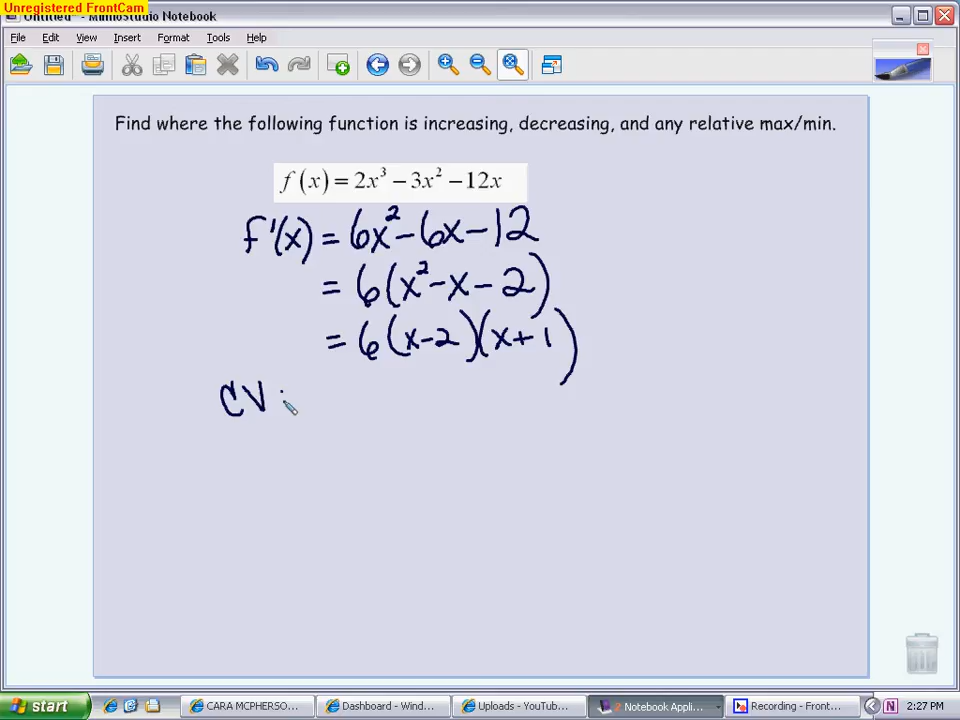 Unregistered FrontCam
Untitled* - MimioStudio Notebook
File Edit View Insert Format Tools Help
Find where the following function is increasing, decreasing, and any relative max/min.
f(x) = 2x³ − 3x² − 12x
f'(x) = 6x² − 6x − 12
= 6(x² − x − 2)
= 6(x − 2)(x + 1)
CV :
start CARA MCPHERSO... Dashboard - Wind... Uploads - YouTub... 2 Notebook Appli... Recording - Front... N 2:27 PM